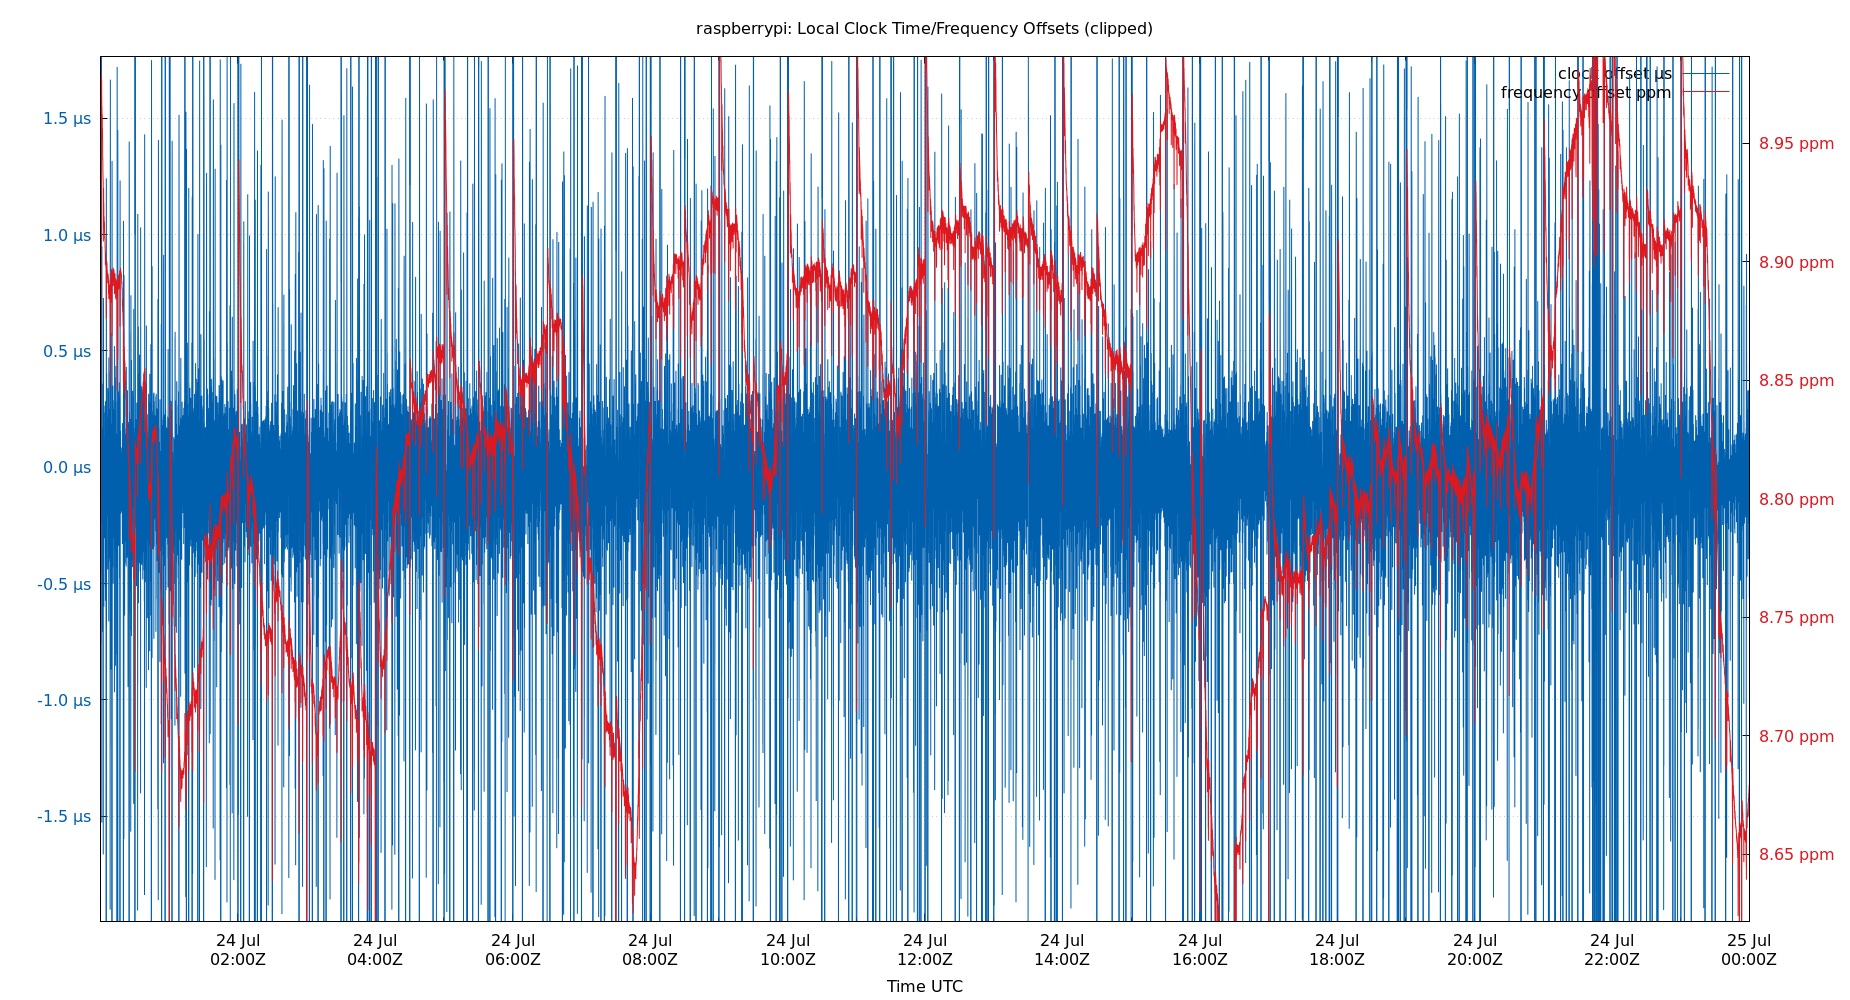 raspberrypi: Local Clock Time/Frequency Offsets (clipped)
clock offset µs
frequency offset ppm
1.5 µs
1.0 µs
0.5 µs
0.0 µs
-0.5 µs
-1.0 µs
-1.5 µs
8.95 ppm
8.90 ppm
8.85 ppm
8.80 ppm
8.75 ppm
8.70 ppm
8.65 ppm
24 Jul 24 Jul 24 Jul 24 Jul 24 Jul 24 Jul 24 Jul 24 Jul 24 Jul 24 Jul 24 Jul 25 Jul
02:00Z 04:00Z 06:00Z 08:00Z 10:00Z 12:00Z 14:00Z 16:00Z 18:00Z 20:00Z 22:00Z 00:00Z
Time UTC